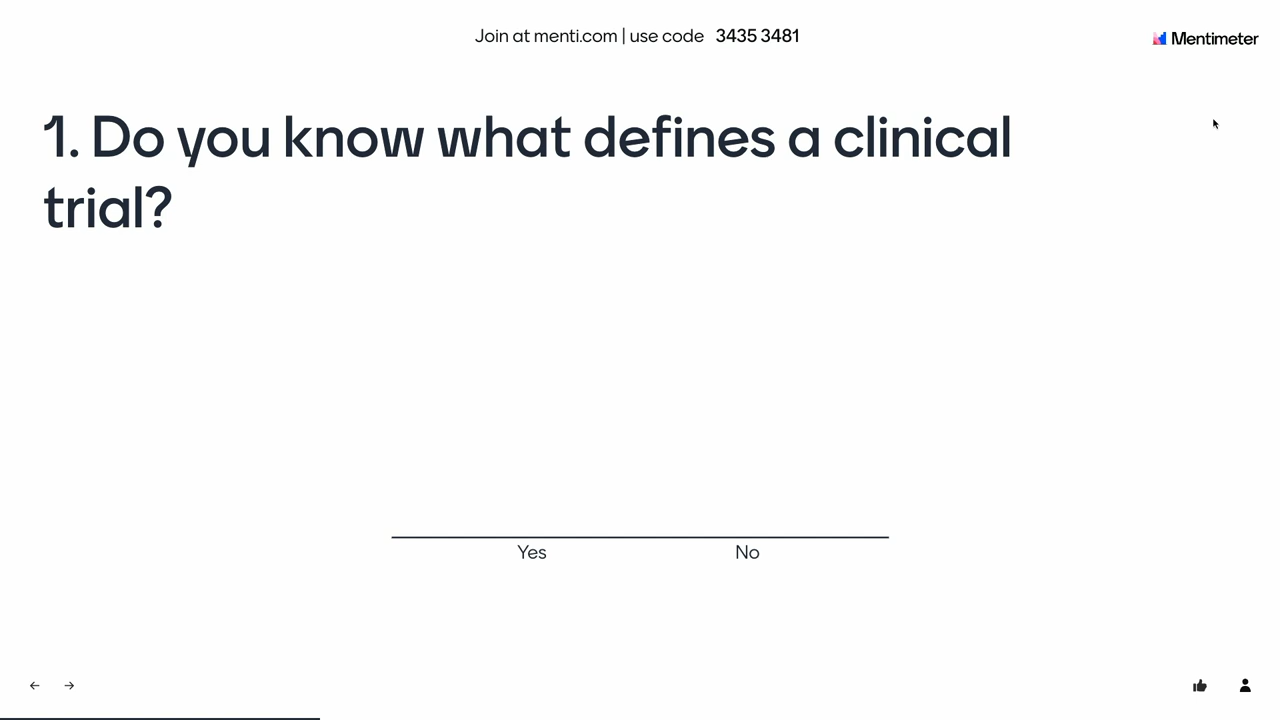 Join at menti.com | use code 3435 3481
Mentimeter
1. Do you know what defines a clinical
trial?
Yes No